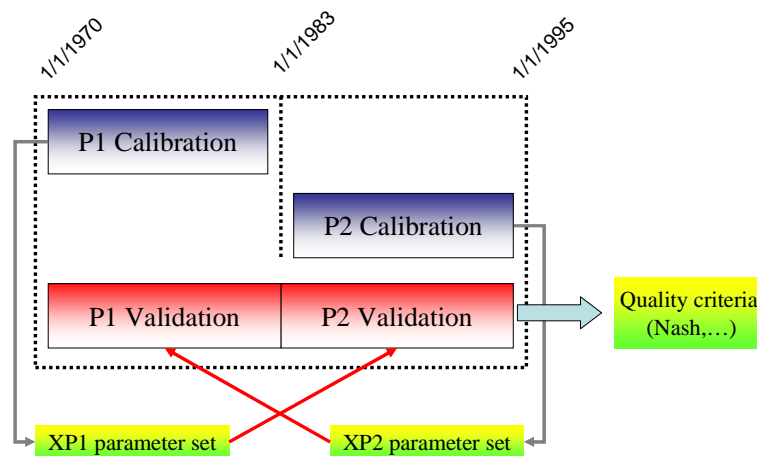 1/1/1970
1/1/1983
1/1/1995
P1 Calibration
P2 Calibration
P1 Validation
P2 Validation
Quality criteria
(Nash,…)
XP1 parameter set
XP2 parameter set